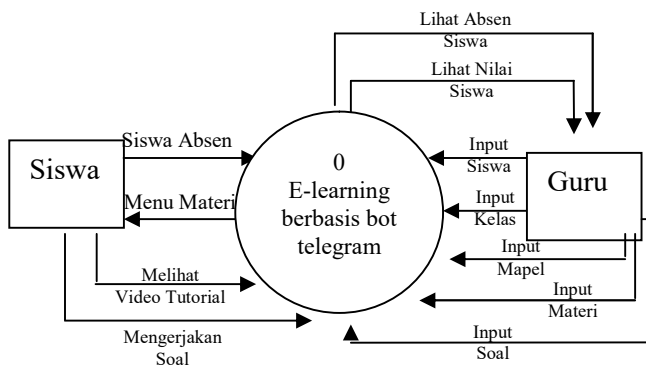 Lihat Absen
Siswa
Lihat Nilai
Siswa
Siswa Absen
Siswa
Menu Materi
Melihat
Video Tutorial
Mengerjakan
Soal
0
E-learning
berbasis bot
telegram
Input
Siswa
Guru
Input
Kelas
Input
Mapel
Input
Materi
Input
Soal